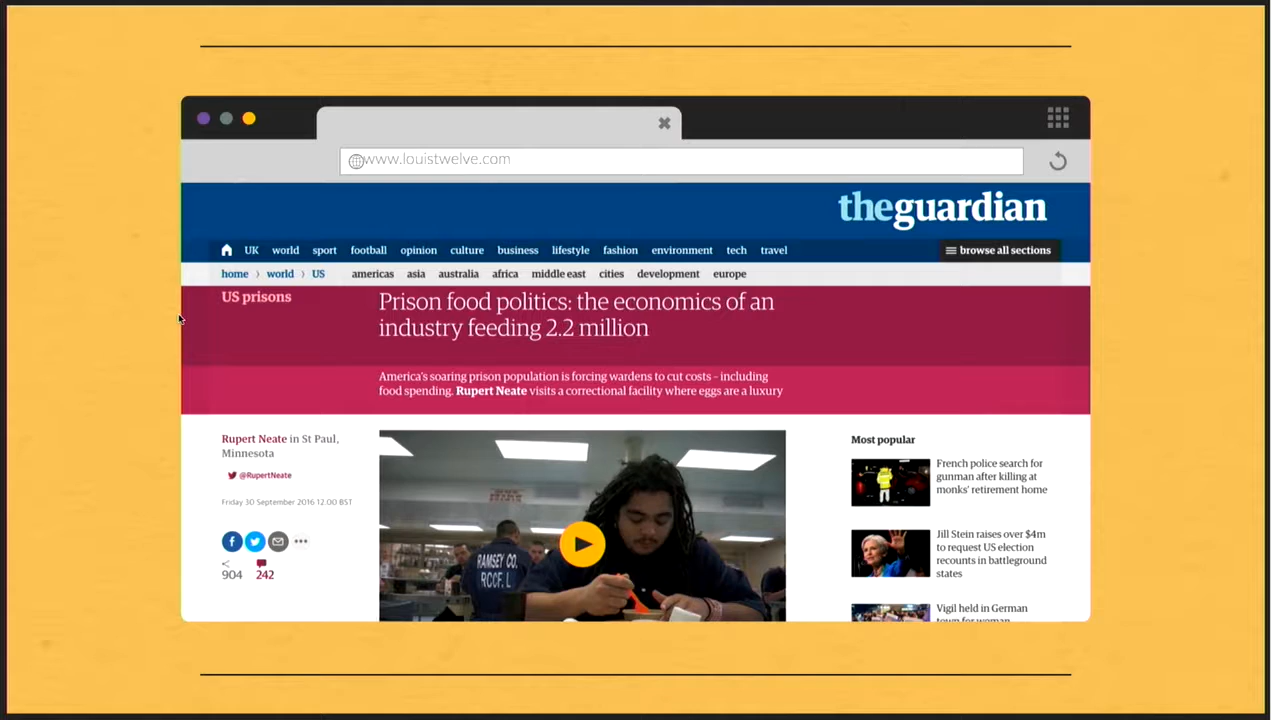 www.louistwelve.com
theguardian
UK world sport football opinion culture business lifestyle fashion environment tech travel browse all sections
home world US americas asia australia africa middle east cities development europe
US prisons
Prison food politics: the economics of an
industry feeding 2.2 million
America's soaring prison population is forcing wardens to cut costs - including
food spending. Rupert Neate visits a correctional facility where eggs are a luxury
Rupert Neate in St Paul,
Minnesota
@RupertNeate
Friday 30 September 2016 12.00 BST
904 242
RAMSEY CO.
RCCF. L
Most popular
French police search for
gunman after killing at
monks' retirement home
Jill Stein raises over $4m
to request US election
recounts in battleground
states
Vigil held in German
town for woman